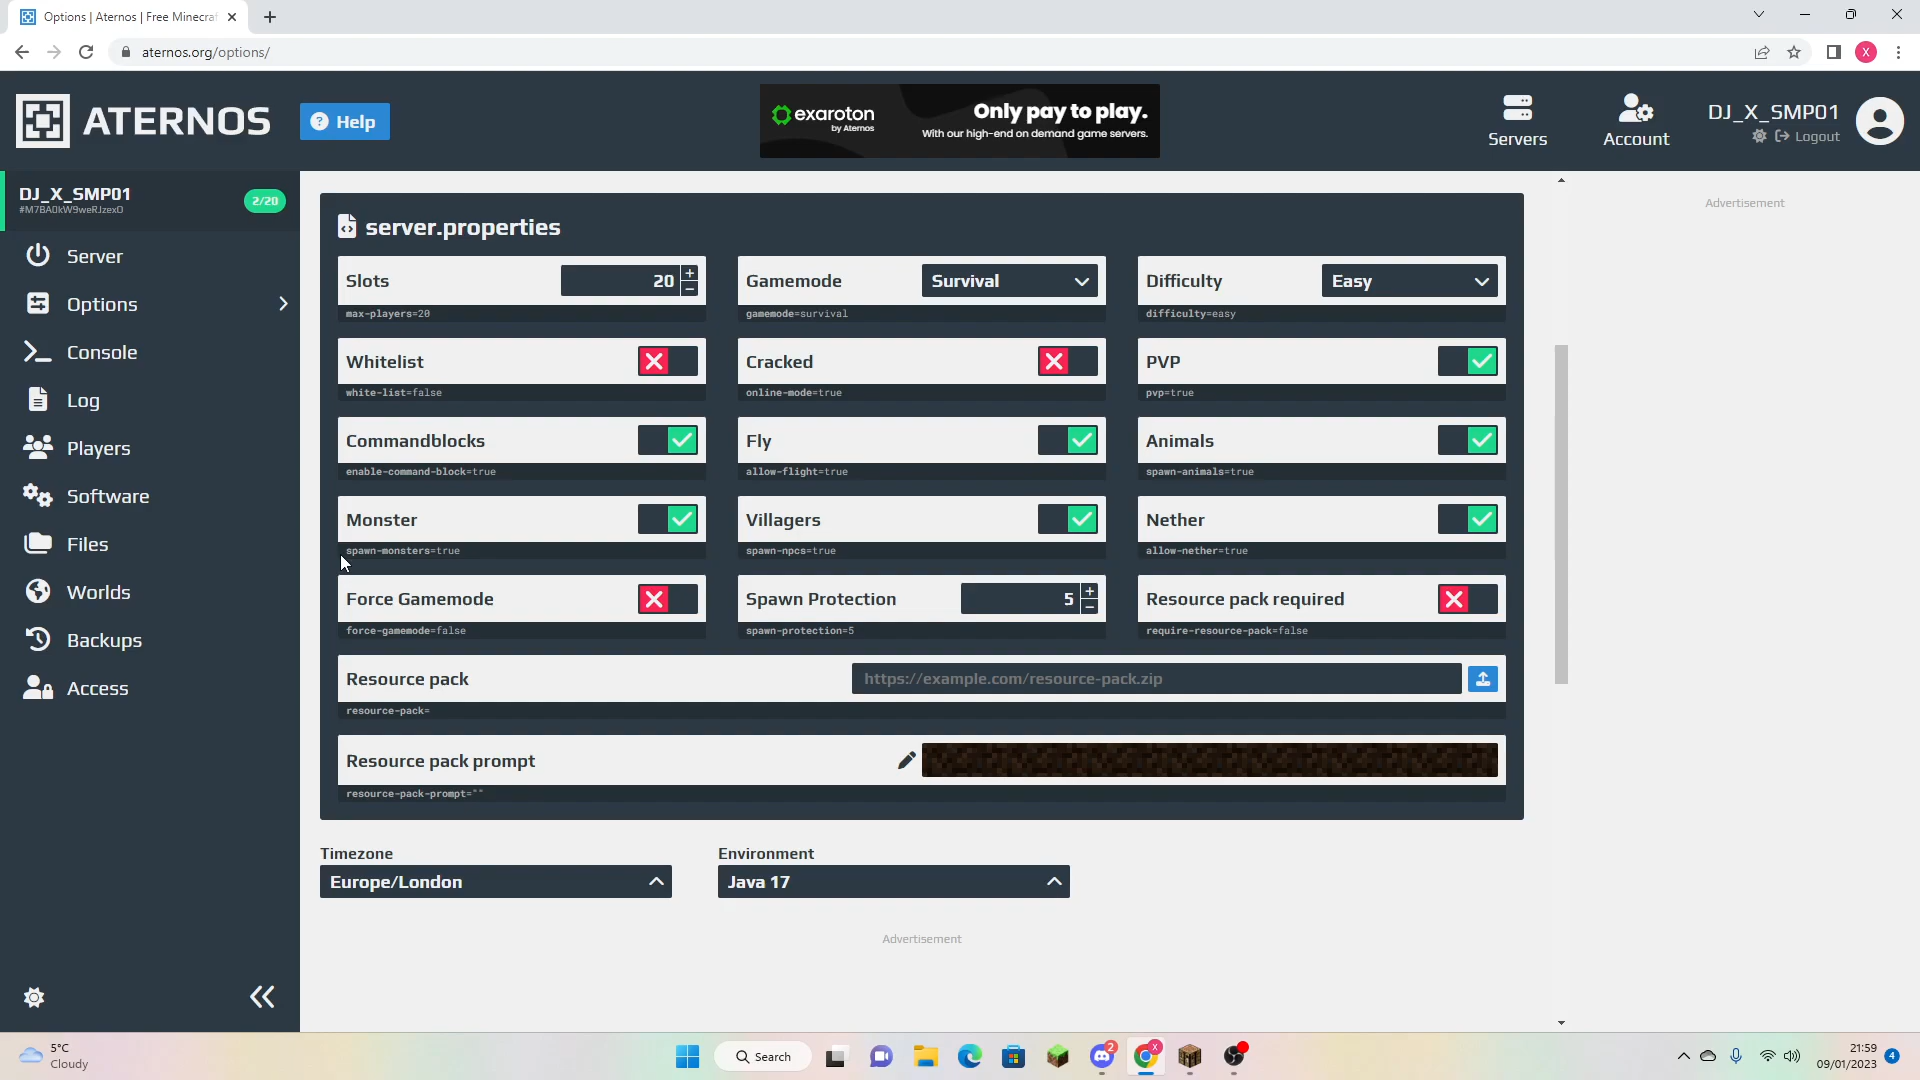 Options | Aternos | Free Minecraf
aternos.org/options/
X
ATERNOS
Help
exaroton
by Aternos
Only pay to play.
With our high-end on demand game servers.
Servers
Account
DJ_X_SMP01
Logout
DJ_X_SMP01
2/20
Server
Options
Console
Log
Players
Software
Files
Worlds
Backups
Access
Advertisement
server.properties
Slots
20
max-players=20
Gamemode
Survival
gamemode=survival
Difficulty
Easy
difficulty=easy
Whitelist
white-list=false
Cracked
online-mode=true
PVP
pvp=true
Commandblocks
enable-command-block=true
Fly
allow-flight=true
Animals
spawn-animals=true
Monster
spawn-monsters=true
Villagers
spawn-npcs=true
Nether
allow-nether=true
Force Gamemode
force-gamemode=false
Spawn Protection
5
spawn-protection=5
Resource pack required
require-resource-pack=false
Resource pack
https://example.com/resource-pack.zip
resource-pack=
Resource pack prompt
resource-pack-prompt=""
Timezone
Europe/London
Environment
Java 17
Advertisement
5°C
Cloudy
Search
2
X
21:59
09/01/2023
4